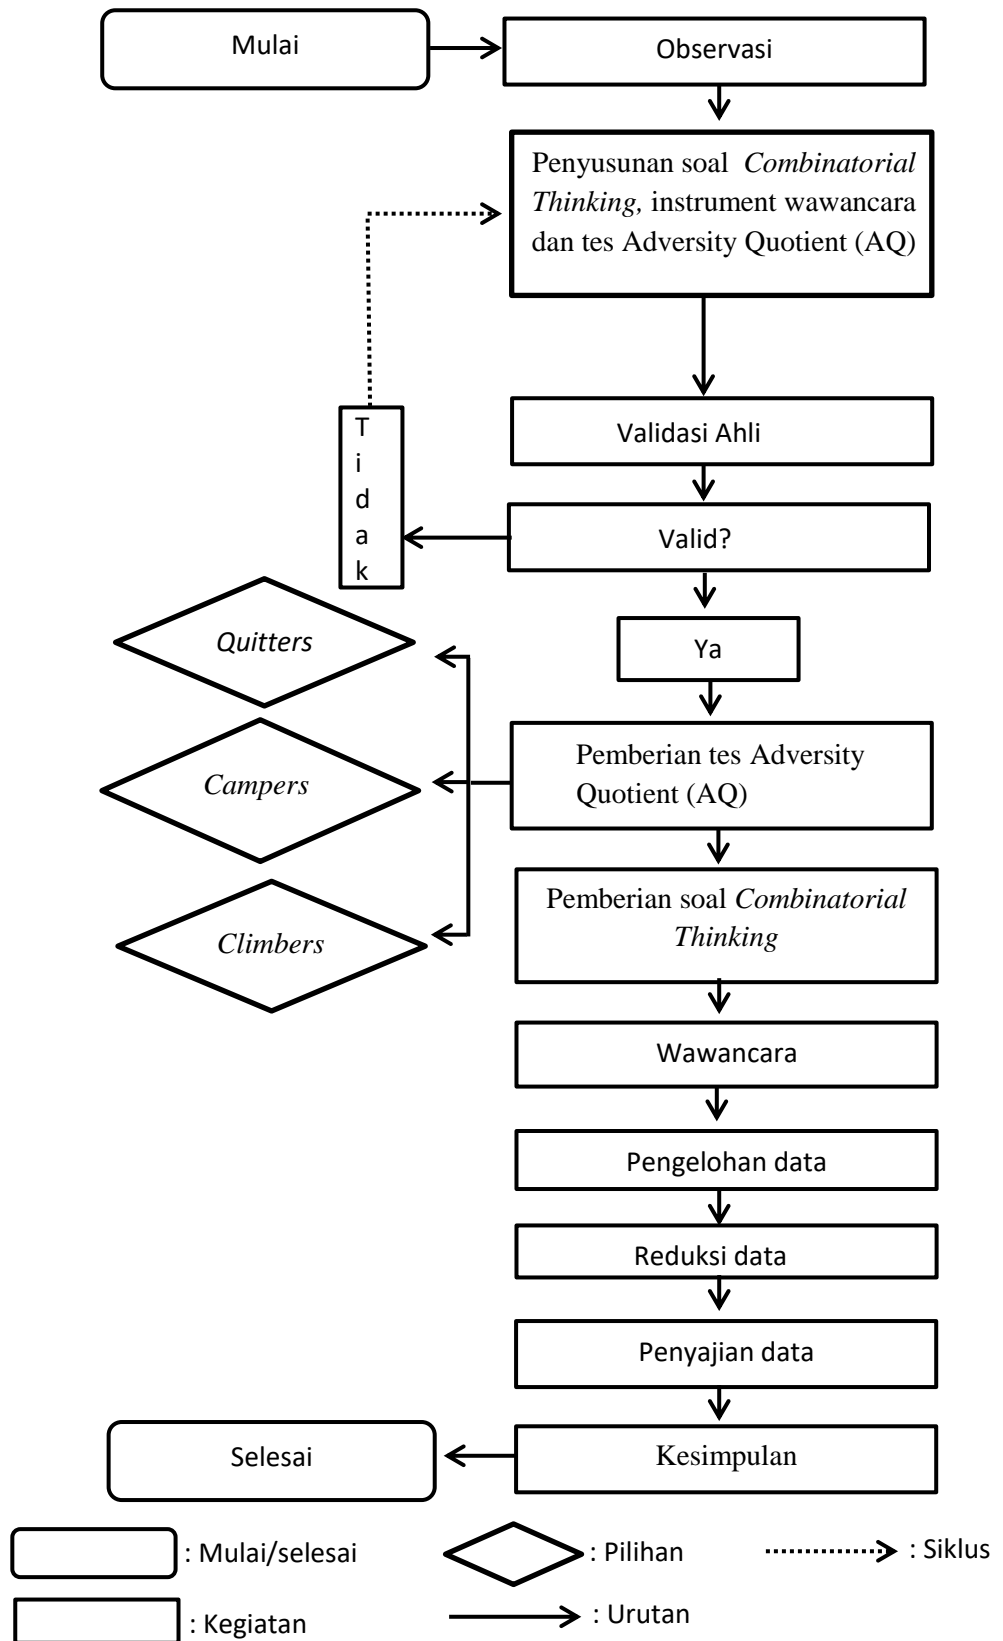 Mulai
Observasi
Penyusunan soal Combinatorial
Thinking, instrument wawancara
dan tes Adversity Quotient (AQ)
Validasi Ahli
T
i
d
a
k
Valid?
Ya
Quitters
Campers
Climbers
Pemberian tes Adversity
Quotient (AQ)
Pemberian soal Combinatorial
Thinking
Wawancara
Pengelohan data
Reduksi data
Penyajian data
Kesimpulan
Selesai
: Mulai/selesai
: Pilihan
: Siklus
: Kegiatan
: Urutan